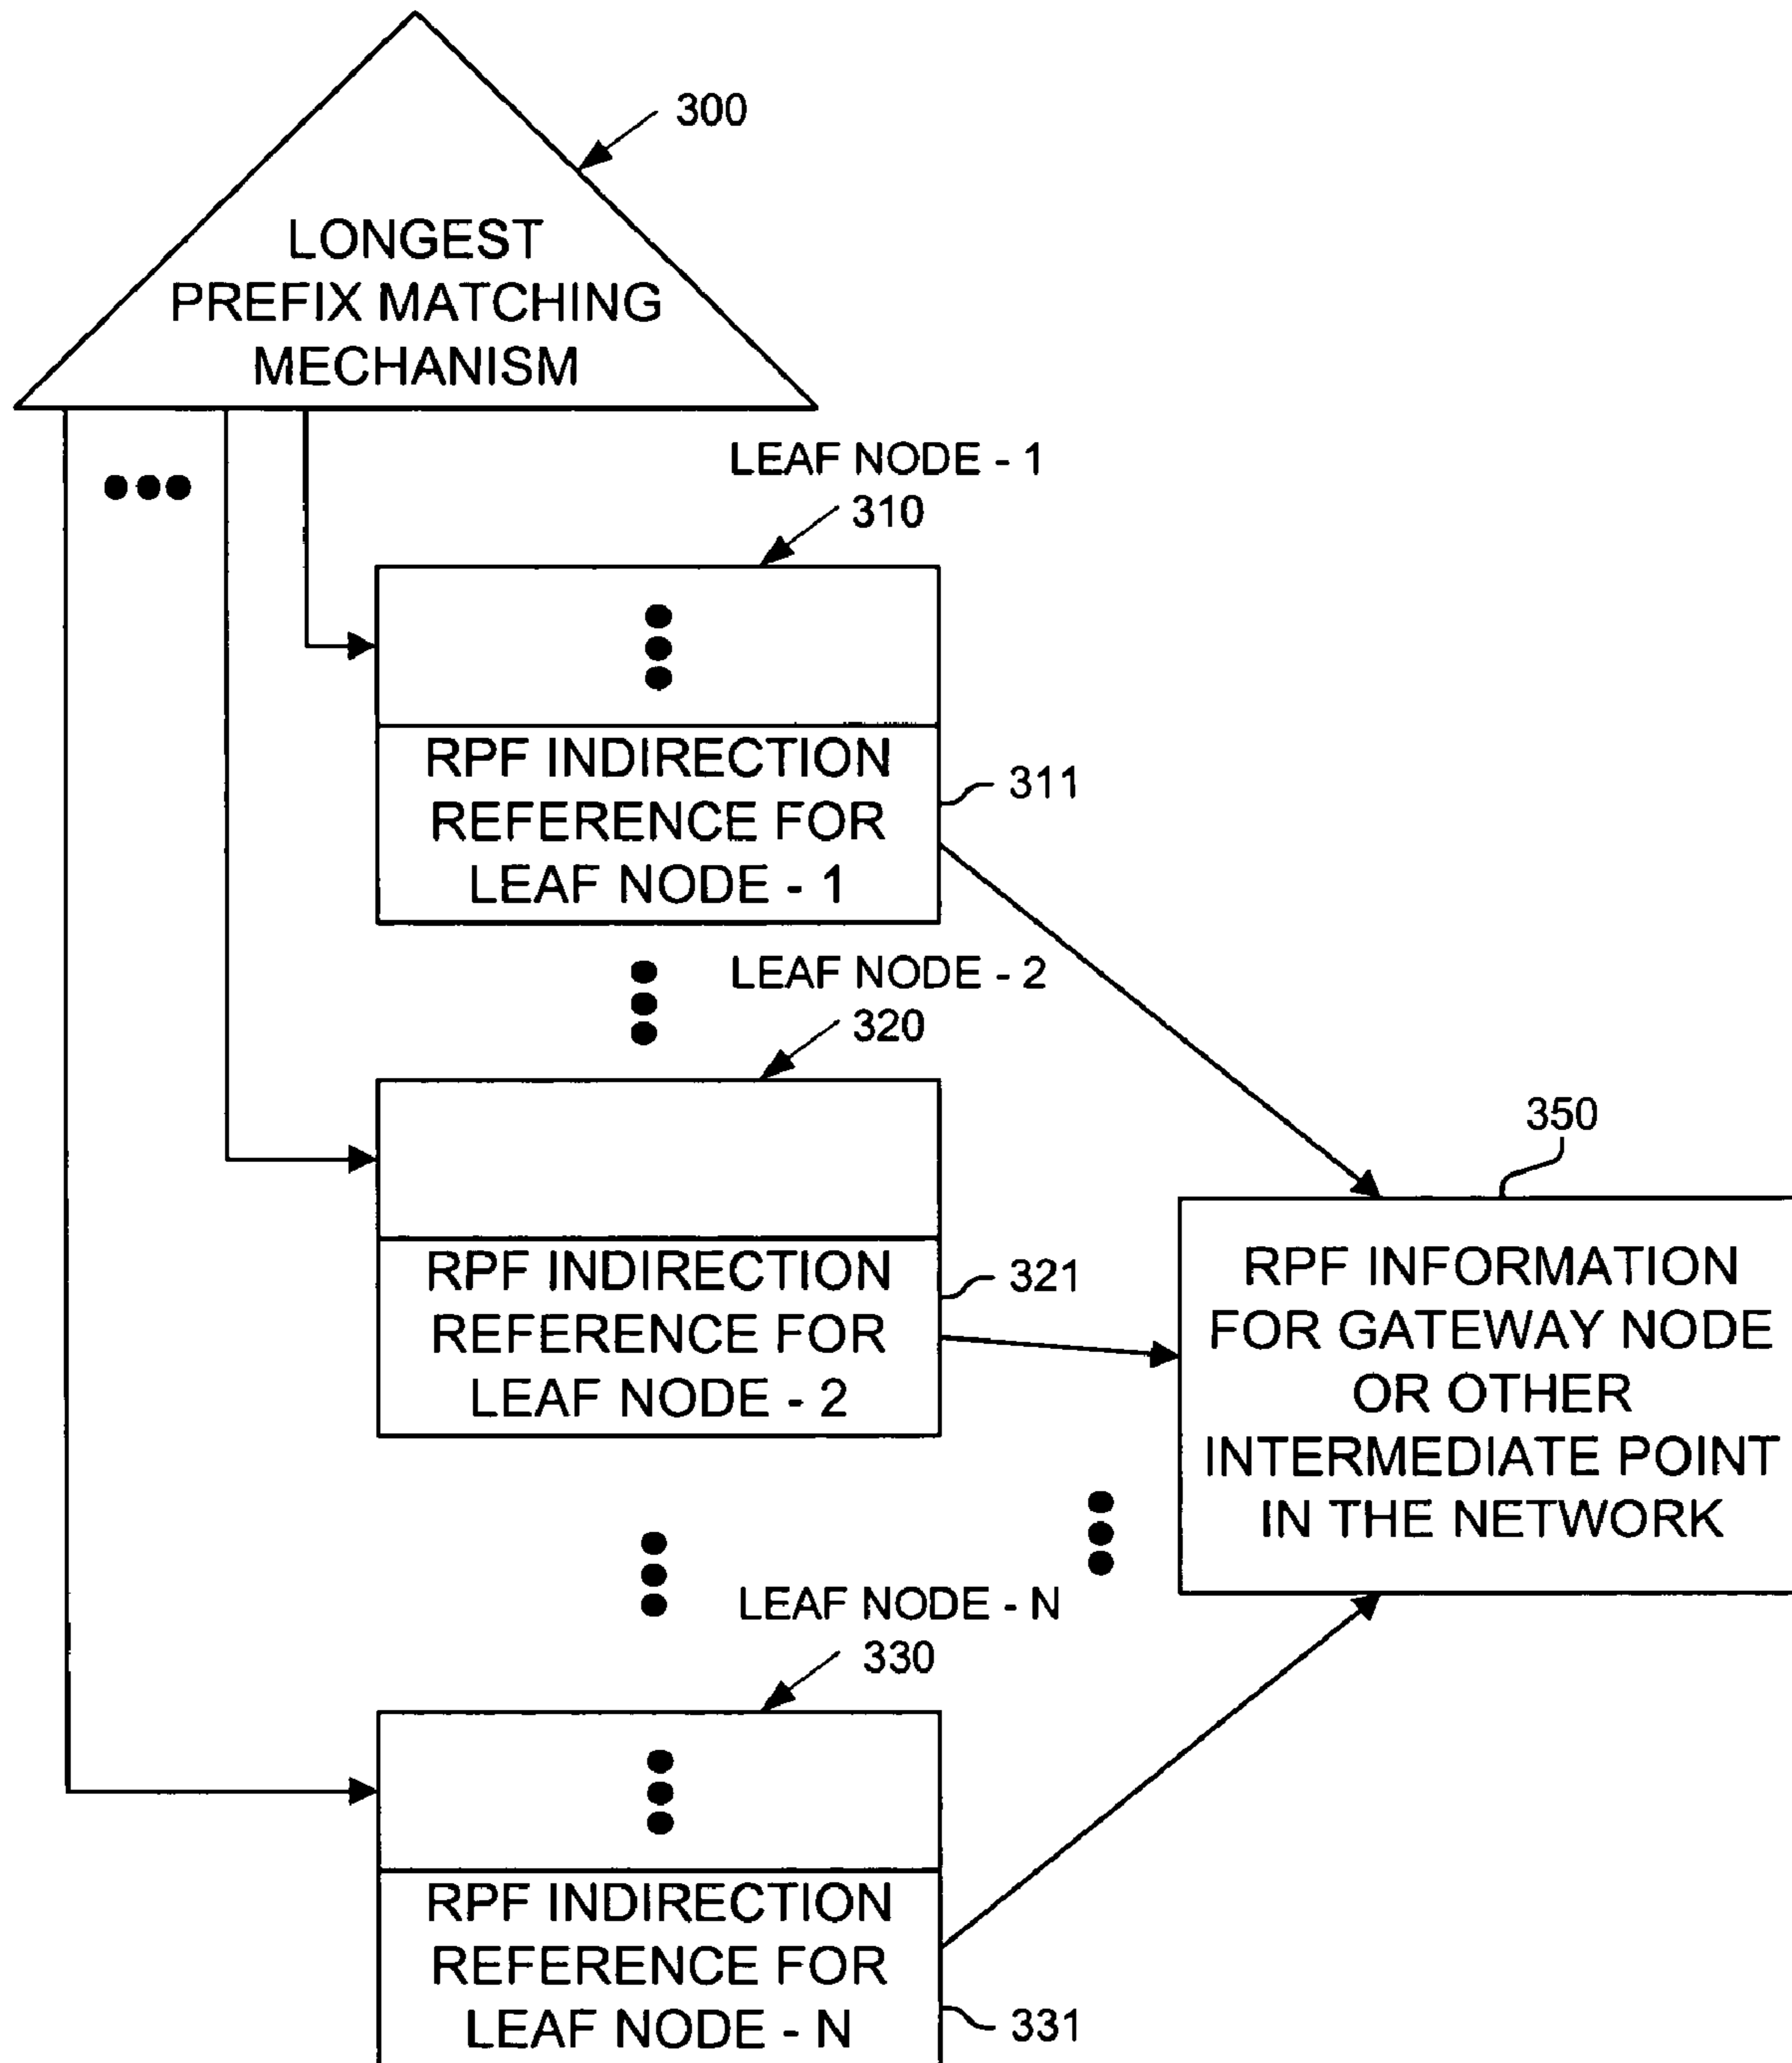 300
LONGEST
PREFIX MATCHING
MECHANISM
LEAF NODE - 1
310
RPF INDIRECTION
REFERENCE FOR
LEAF NODE - 1
311
LEAF NODE - 2
320
RPF INDIRECTION
REFERENCE FOR
LEAF NODE - 2
321
350
RPF INFORMATION
FOR GATEWAY NODE
OR OTHER
INTERMEDIATE POINT
IN THE NETWORK
LEAF NODE - N
330
RPF INDIRECTION
REFERENCE FOR
LEAF NODE - N
331